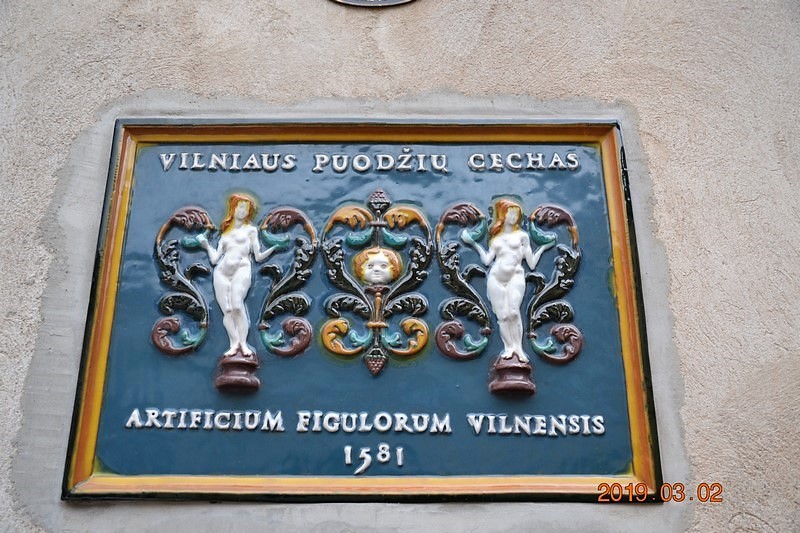 VILNIAUS PUODŽIŲ CECHAS
ARTIFICIUM FIGULORUM VILNENSIS
1581
2019.03.02